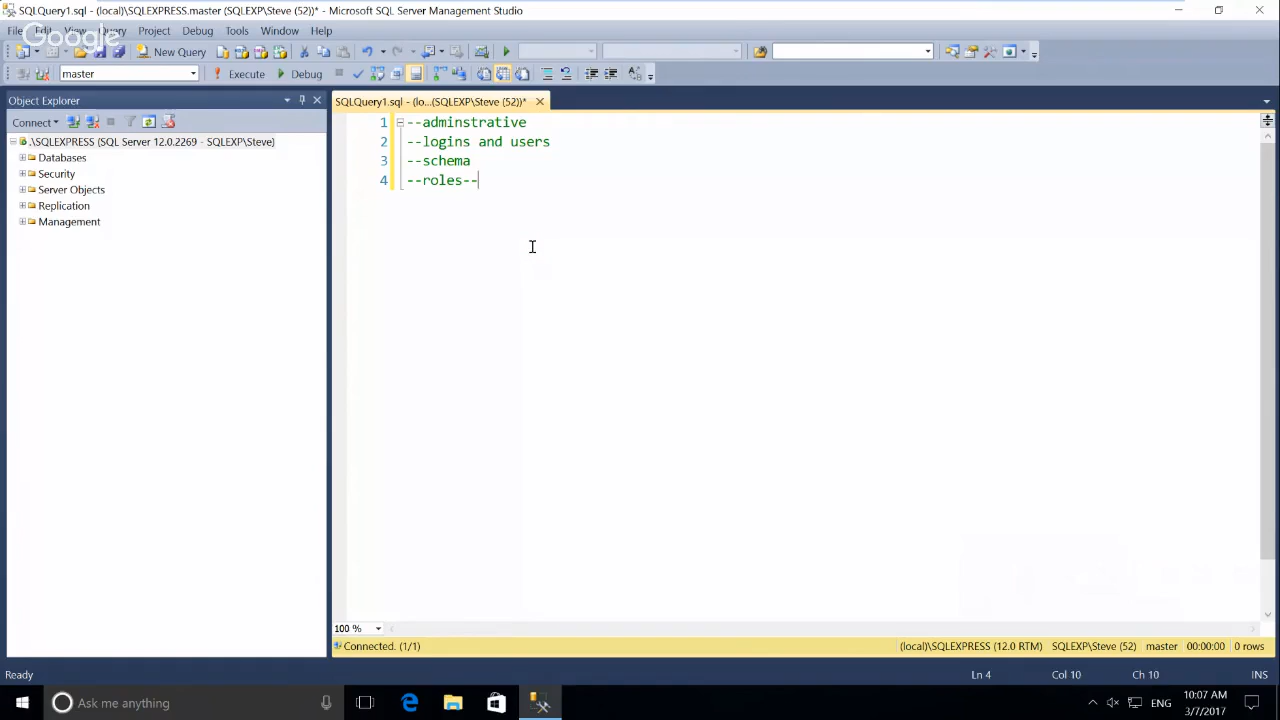 SQLQuery1.sql - (local)\SQLEXPRESS.master (SQLEXP\Steve (52))* - Microsoft SQL Server Management Studio
File Edit View Query Project Debug Tools Window Help
Google
New Query
master Execute Debug
Object Explorer
SQLQuery1.sql - (lo...(SQLEXP\Steve (52))*
Connect
.\SQLEXPRESS (SQL Server 12.0.2269 - SQLEXP\Steve)
Databases
Security
Server Objects
Replication
Management
1 --adminstrative
2 --logins and users
3 --schema
4 --roles--
100 %
Connected. (1/1) (local)\SQLEXPRESS (12.0 RTM) SQLEXP\Steve (52) master 00:00:00 0 rows
Ready Ln 4 Col 10 Ch 10 INS
Ask me anything
ENG
10:07 AM
3/7/2017